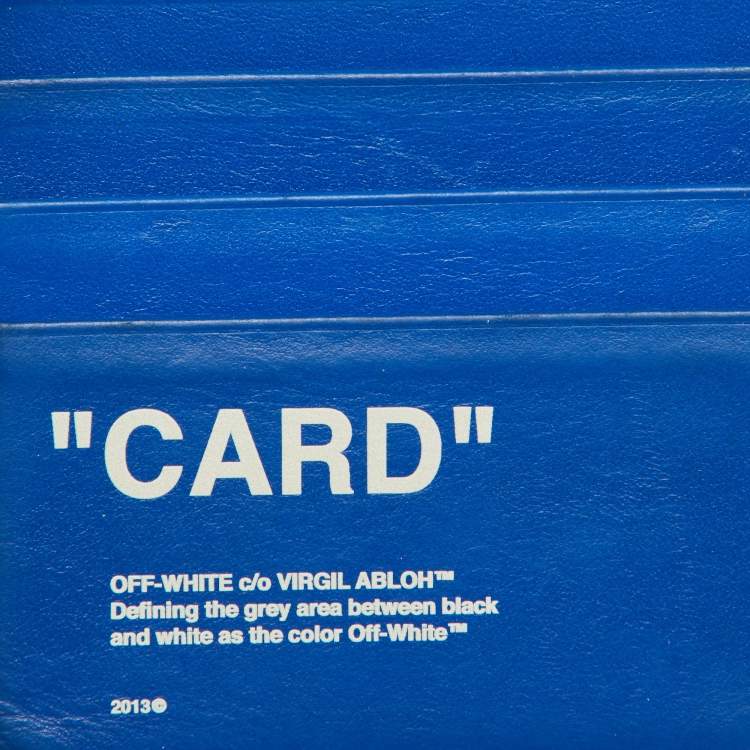 "CARD"
OFF-WHITE c/o VIRGIL ABLOH™
Defining the grey area between black
and white as the color Off-White™
2013©